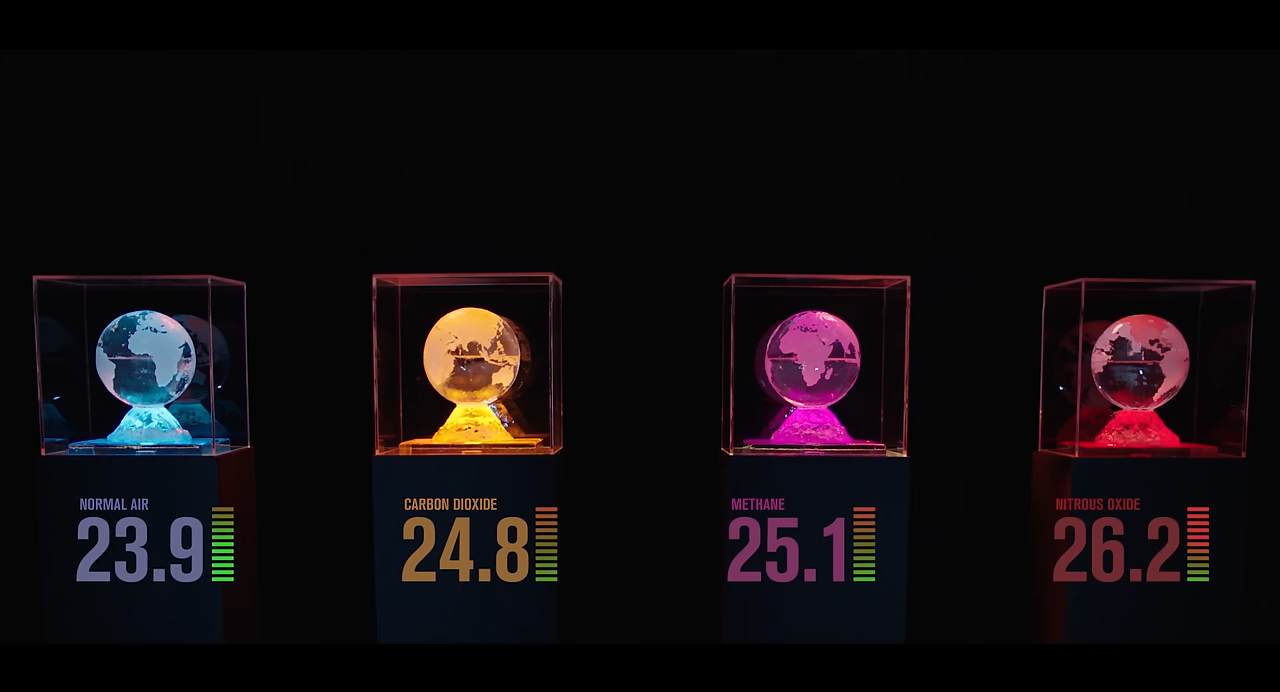 NORMAL AIR
23.9
CARBON DIOXIDE
24.8
METHANE
25.1
NITROUS OXIDE
26.2